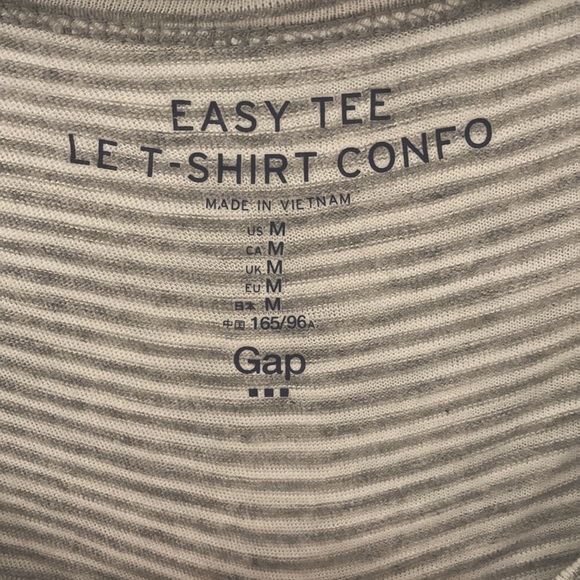 EASY TEE
LE T-SHIRT CONFO
MADE IN VIETNAM
US M
CA M
UK M
EU M
日本 M
中国 165/96A
Gap